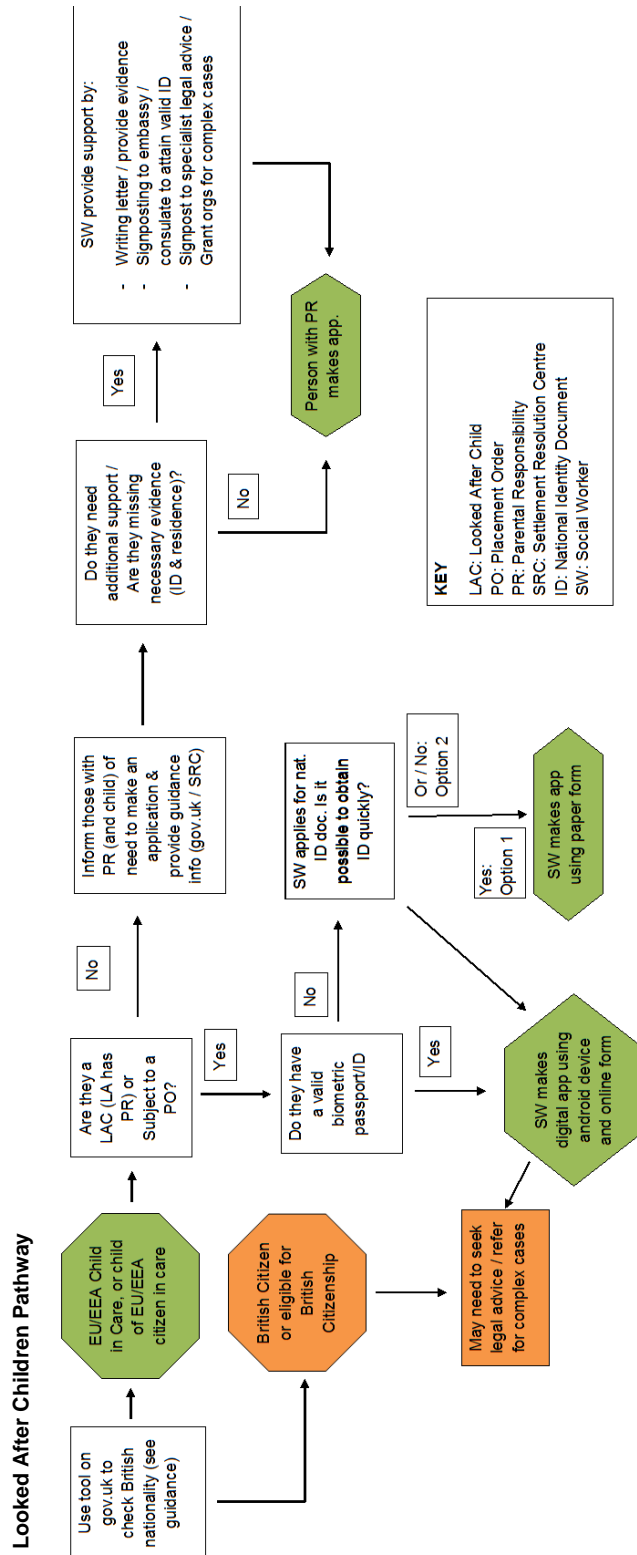 Looked After Children Pathway
Use tool on
gov.uk to
check British
nationality (see
guidance)
EU/EEA Child
in Care, or child
of EU/EEA
citizen in care
Are they a
LAC (LA has
PR) or
Subject to a
PO?
No
Inform those with
PR (and child) of
need to make an
application &
provide guidance
info (gov.uk / SRC)
Do they need
additional support /
Are they missing
necessary evidence
(ID & residence)?
Yes
SW provide support by:
- Writing letter / provide evidence
- Signposting to embassy /
consulate to attain valid ID
- Signpost to specialist legal advice /
Grant orgs for complex cases
No
Person with PR
makes app.
Yes
British Citizen
or eligible for
British
Citizenship
Do they have
a valid
biometric
passport/ID
No
SW applies for nat.
ID doc. Is it
possible to obtain
ID quickly?
Yes
Yes:
Option 1
Or / No:
Option 2
May need to seek
legal advice / refer
for complex cases
SW makes
digital app using
android device
and online form
SW makes app
using paper form
KEY
LAC: Looked After Child
PO: Placement Order
PR: Parental Responsibility
SRC: Settlement Resolution Centre
ID: National Identity Document
SW: Social Worker